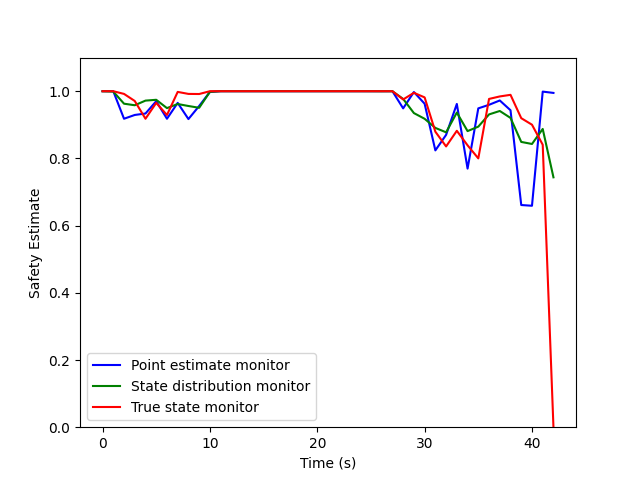 1.0
0.8
0.6
0.4
0.2
0.0
Safety Estimate
Point estimate monitor
State distribution monitor
True state monitor
0 10 20 30 40
Time (s)